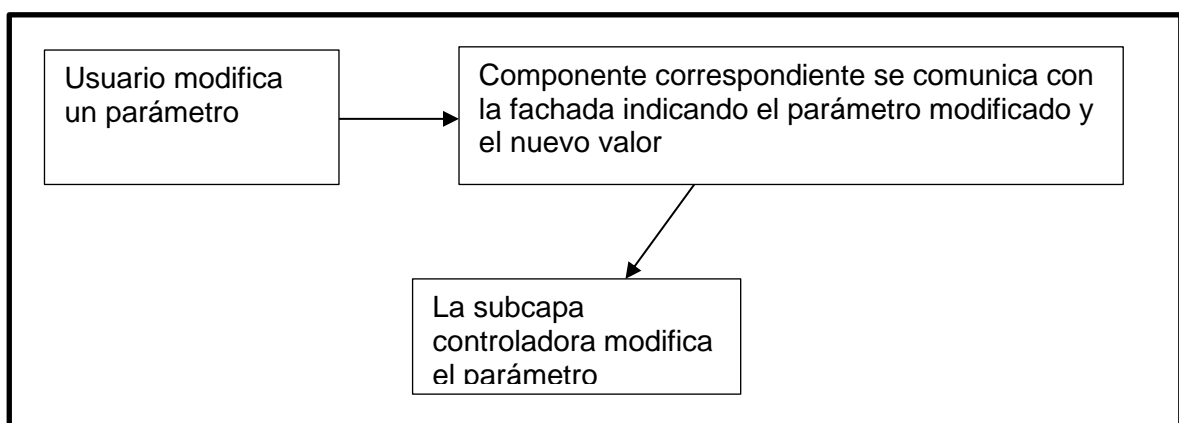 Usuario modifica
un parámetro
Componente correspondiente se comunica con
la fachada indicando el parámetro modificado y
el nuevo valor
La subcapa
controladora modifica
el parámetro